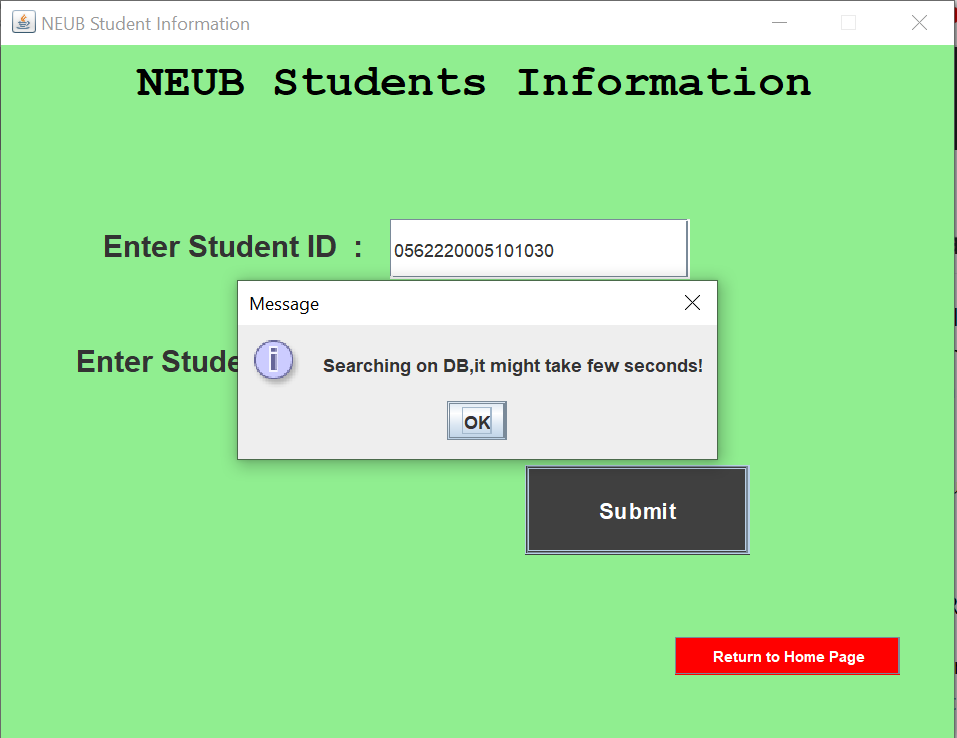 NEUB Student Information
NEUB Students Information
Enter Student ID :
0562220005101030
Message
Enter Stude
i
Searching on DB,it might take few seconds!
OK
Submit
Return to Home Page